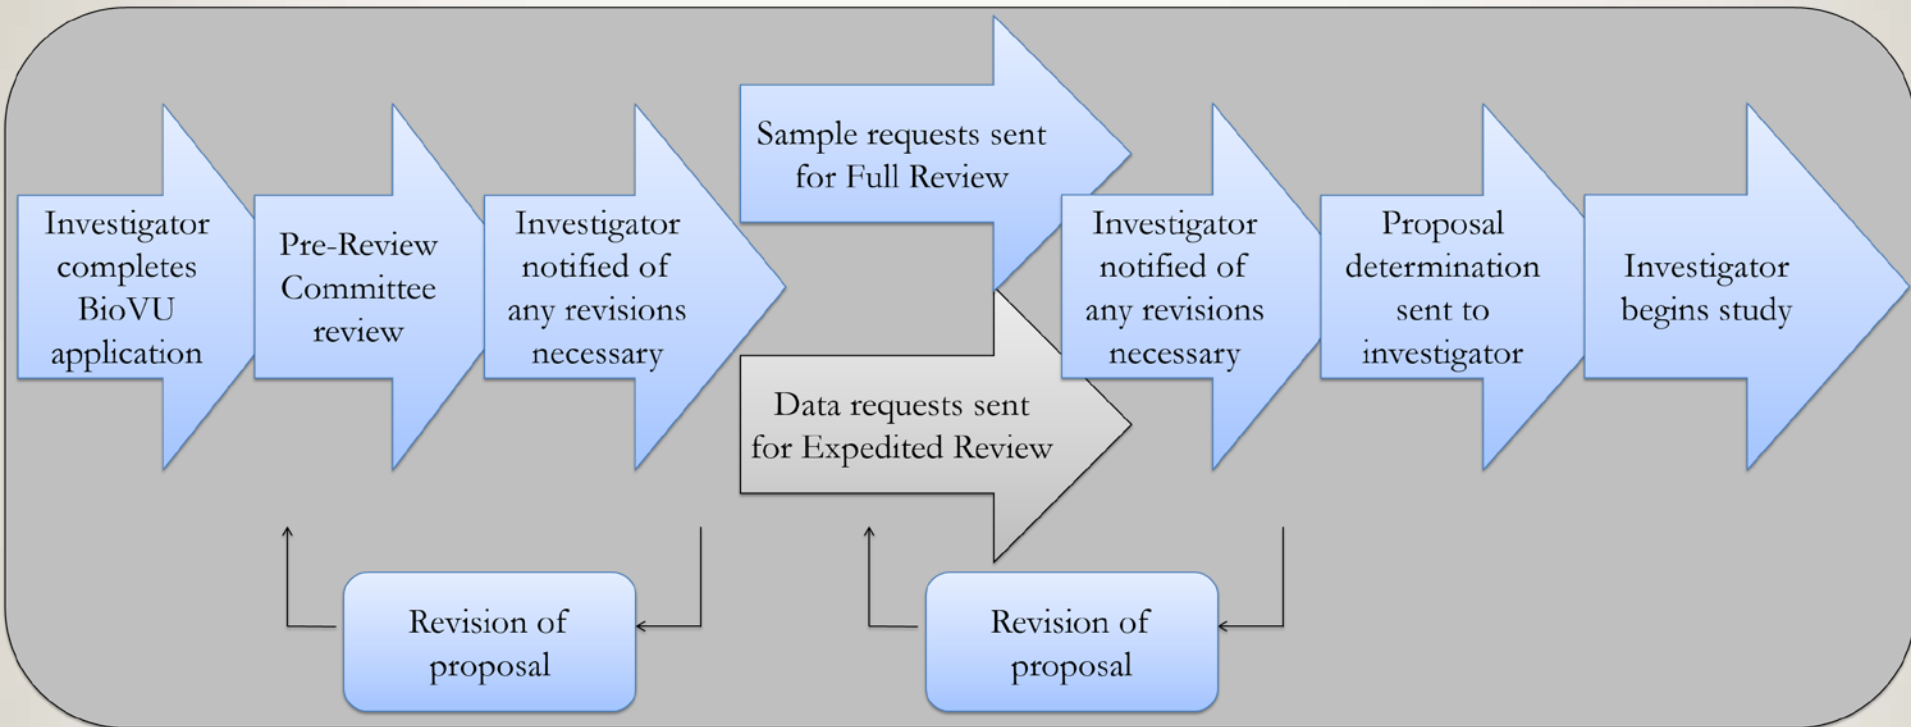 Investigator
completes
BioVU
application
Pre-Review
Committee
review
Investigator
notified of
any revisions
necessary
Sample requests sent
for Full Review
Data requests sent
for Expedited Review
Investigator
notified of
any revisions
necessary
Proposal
determination
sent to
investigator
Investigator
begins study
Revision of
proposal
Revision of
proposal